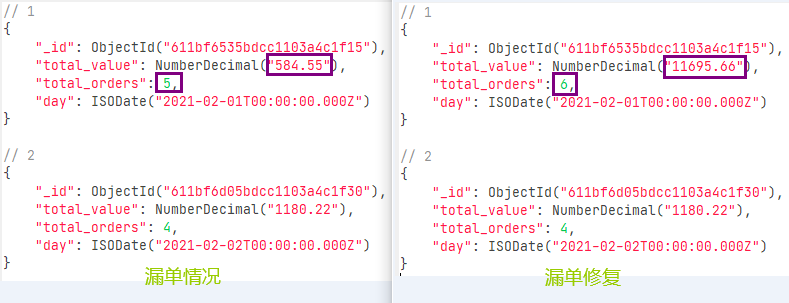 // 1
{
"_id": ObjectId("611bf6535bdcc1103a4c1f15"),
"total_value": NumberDecimal("584.55"),
"total_orders": 5,
"day": ISODate("2021-02-01T00:00:00.000Z")
}
// 2
{
"_id": ObjectId("611bf6d05bdcc1103a4c1f30"),
"total_value": NumberDecimal("1180.22"),
"total_orders": 4,
"day": ISODate("2021-02-02T00:00:00.000Z")
}
漏单情况
// 1
{
"_id": ObjectId("611bf6535bdcc1103a4c1f15"),
"total_value": NumberDecimal("11695.66"),
"total_orders": 6,
"day": ISODate("2021-02-01T00:00:00.000Z")
}
// 2
{
"_id": ObjectId("611bf6d05bdcc1103a4c1f30"),
"total_value": NumberDecimal("1180.22"),
"total_orders": 4,
"day": ISODate("2021-02-02T00:00:00.000Z")
}
漏单修复